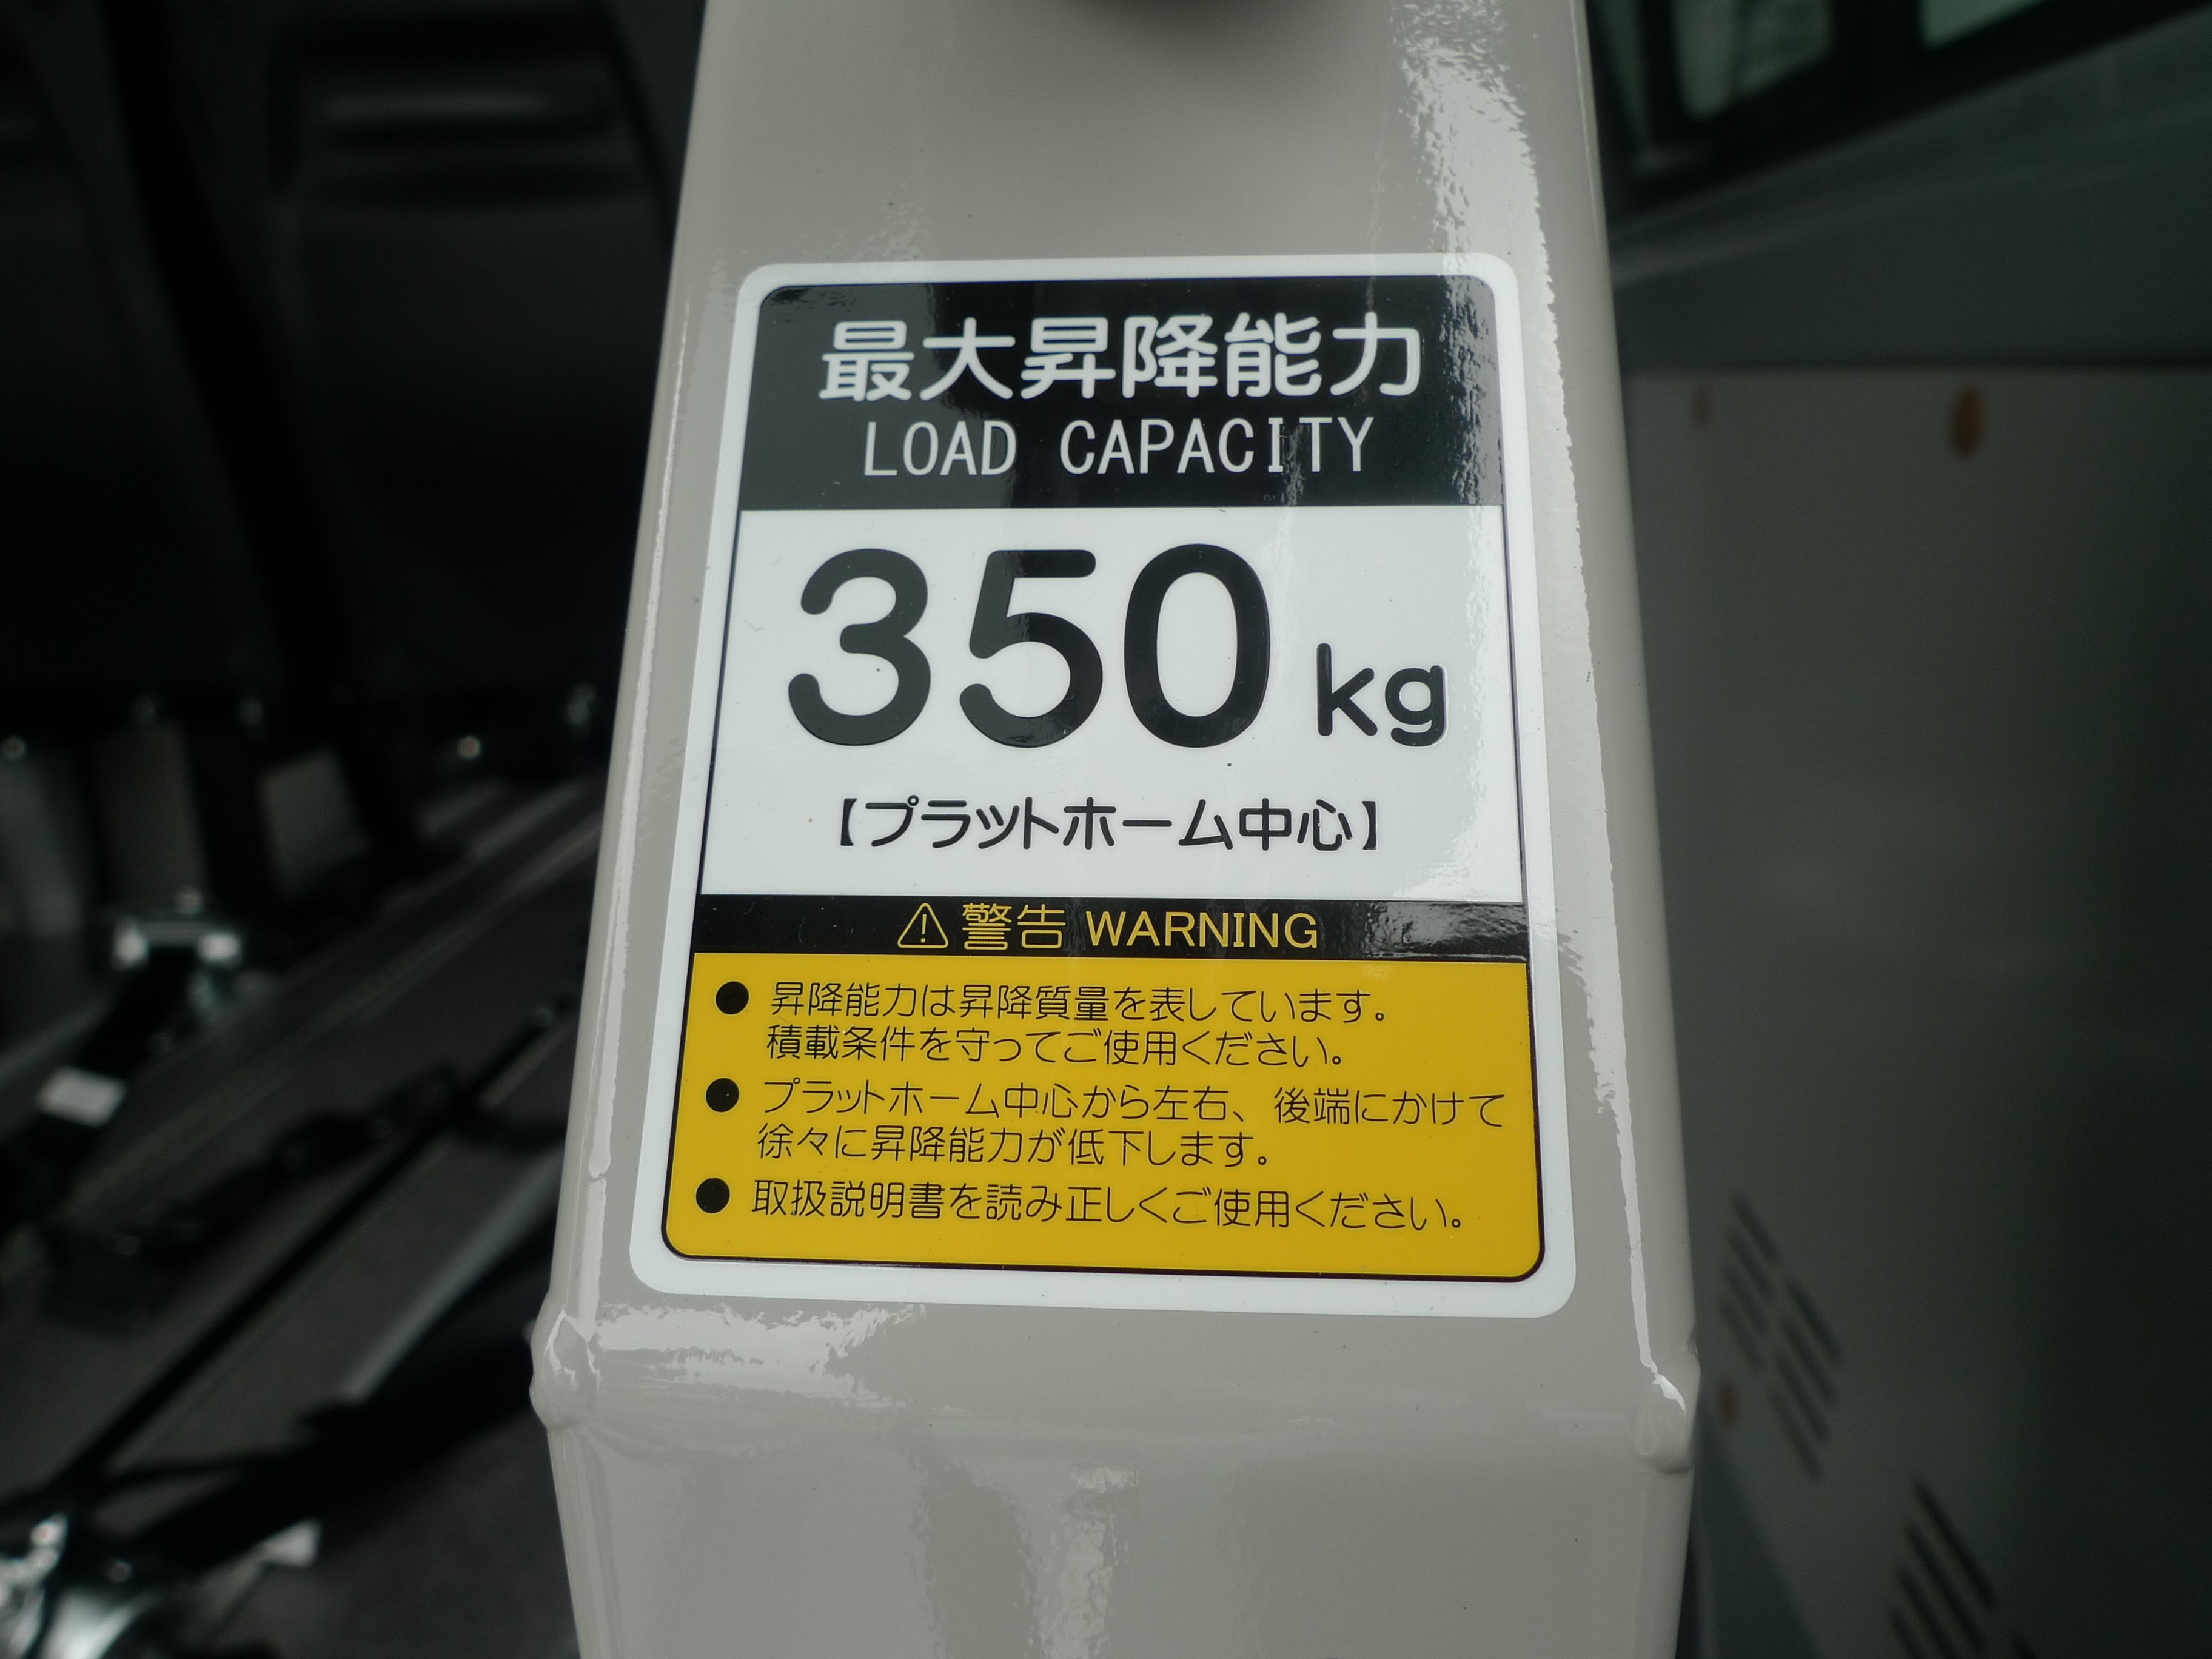 最大昇降能力
LOAD CAPACITY
350 kg
【プラットホーム中心】
⚠ 警告 WARNING
● 昇降能力は昇降質量を表しています。
積載条件を守ってご使用ください。
● プラットホーム中心から左右、後端にかけて
徐々に昇降能力が低下します。
● 取扱説明書を読み正しくご使用ください。